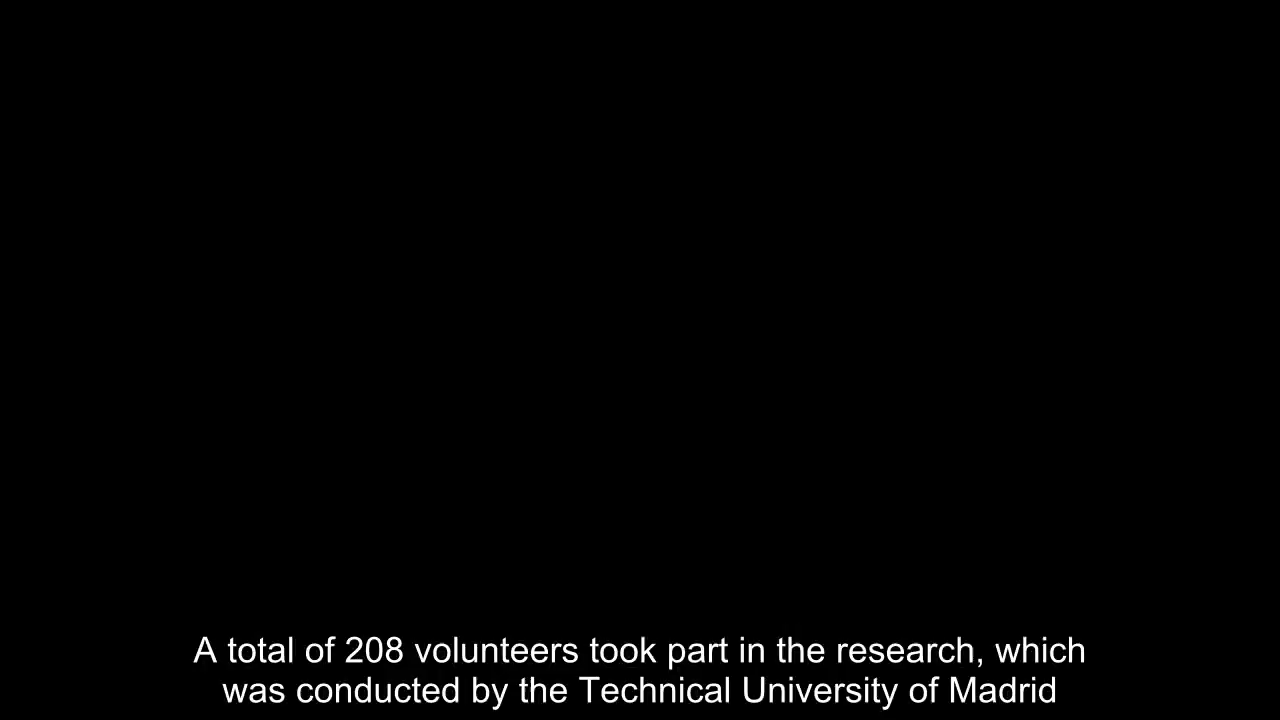 A total of 208 volunteers took part in the research, which
was conducted by the Technical University of Madrid